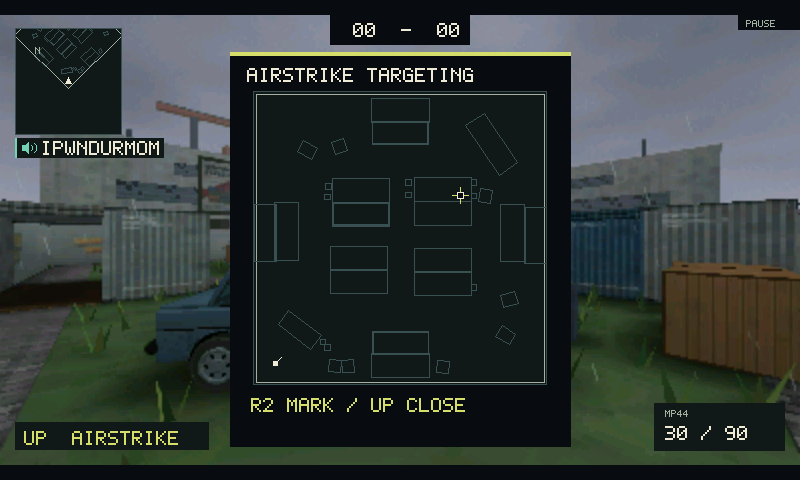 00 - 00
PAUSE
N
AIRSTRIKE TARGETING
IPWNDURMOM
R2 MARK / UP CLOSE
UP AIRSTRIKE
MP44
30 / 90